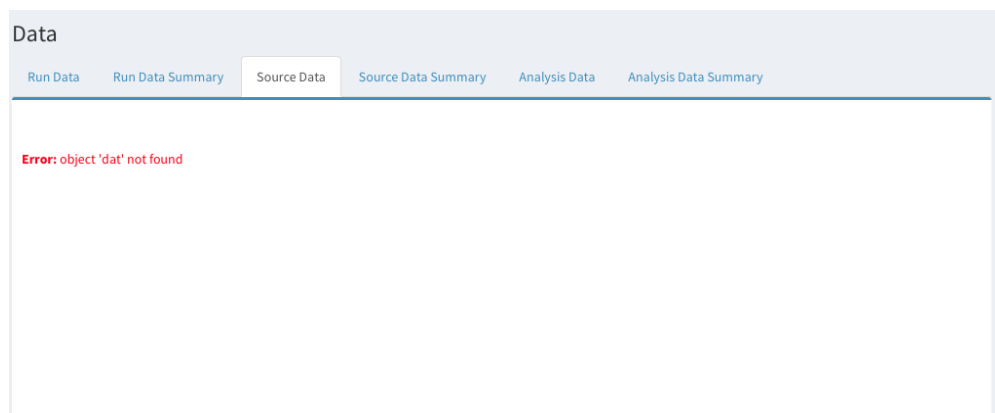 Data
Run Data Run Data Summary Source Data Source Data Summary Analysis Data Analysis Data Summary
Error: object 'dat' not found